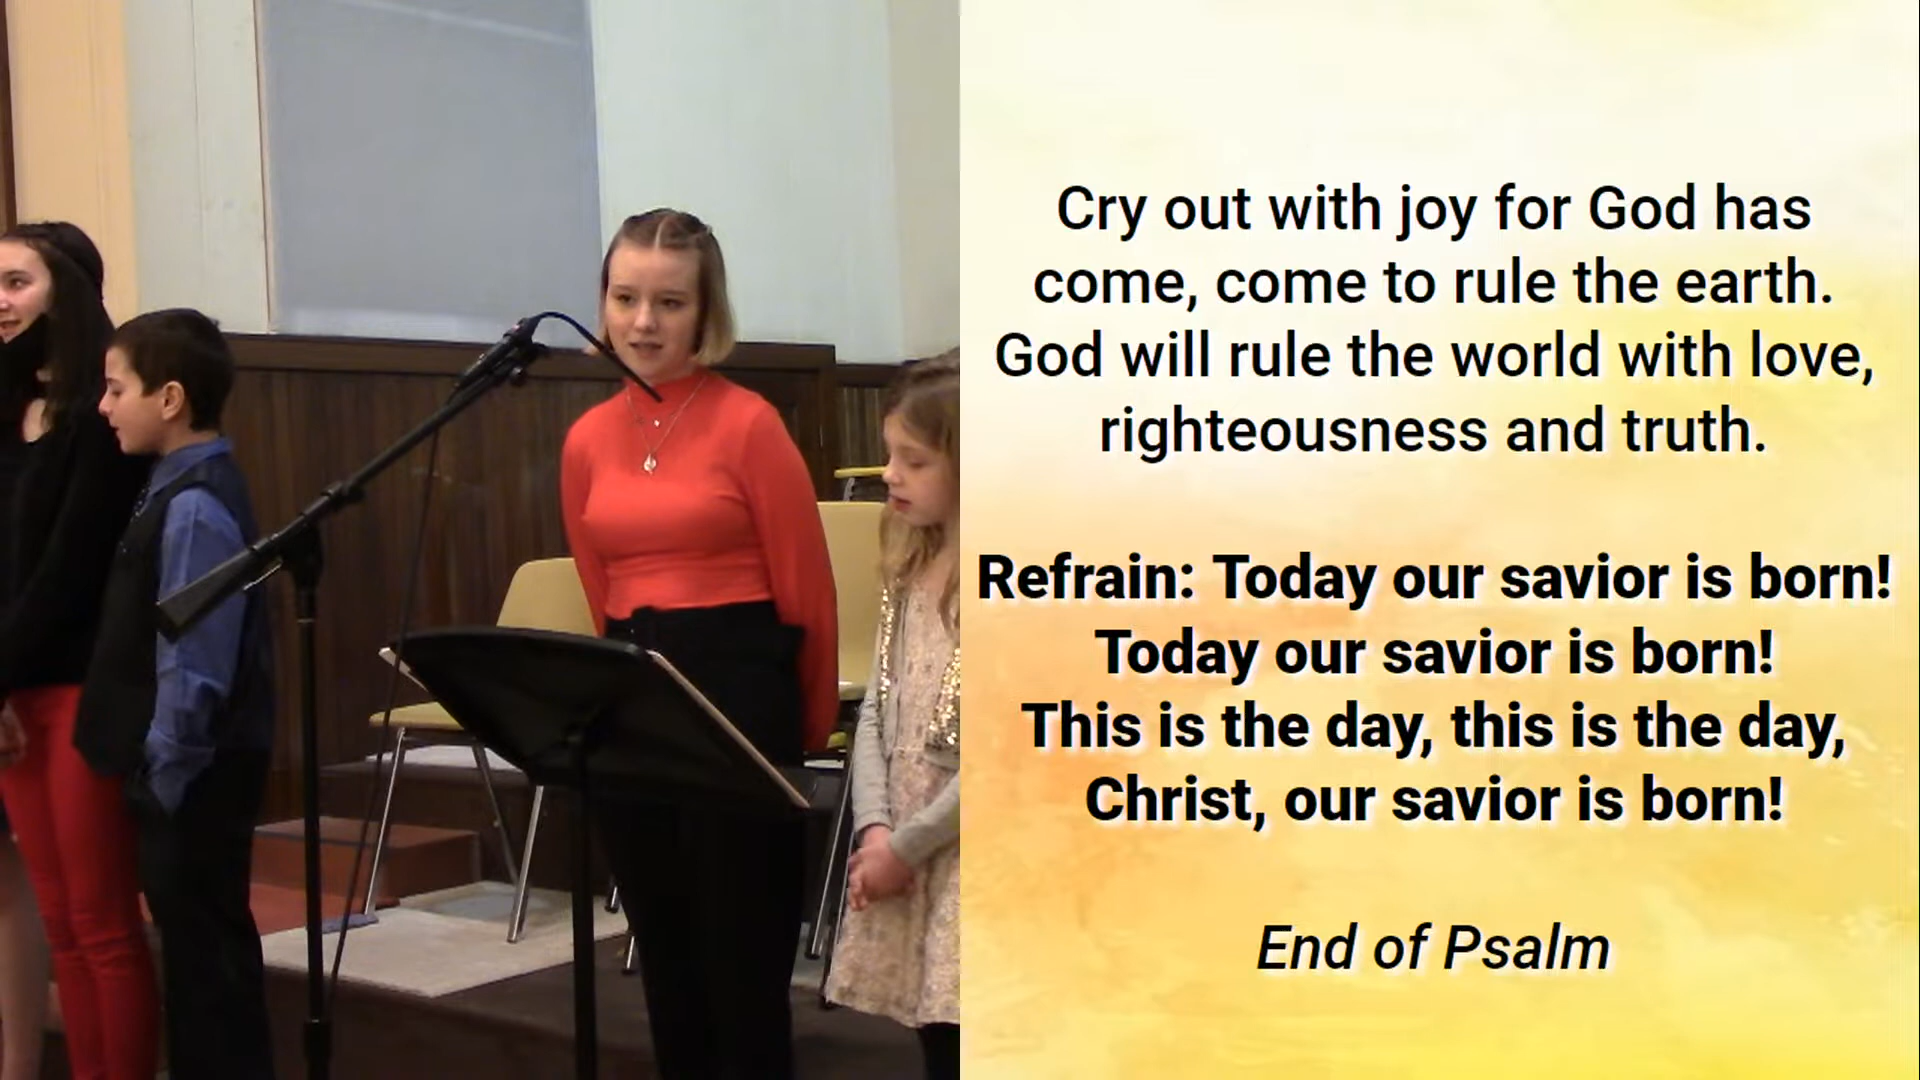 Cry out with joy for God has
come, come to rule the earth.
God will rule the world with love,
righteousness and truth.
Refrain: Today our savior is born!
Today our savior is born!
This is the day, this is the day,
Christ, our savior is born!
End of Psalm